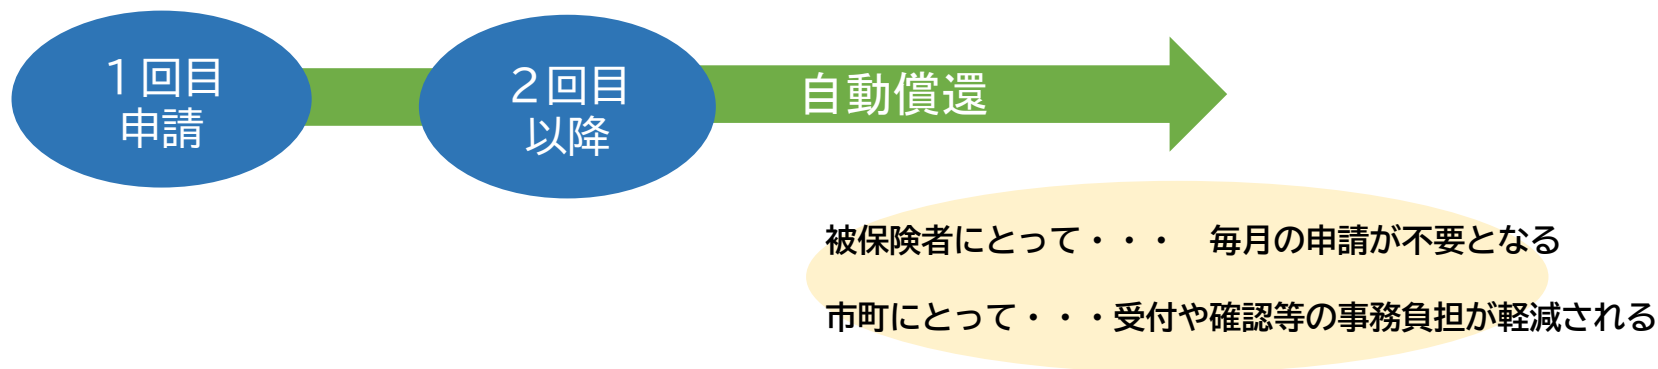 １回目
申請
２回目
以降
自動償還
被保険者にとって・・・　毎月の申請が不要となる
市町にとって・・・受付や確認等の事務負担が軽減される